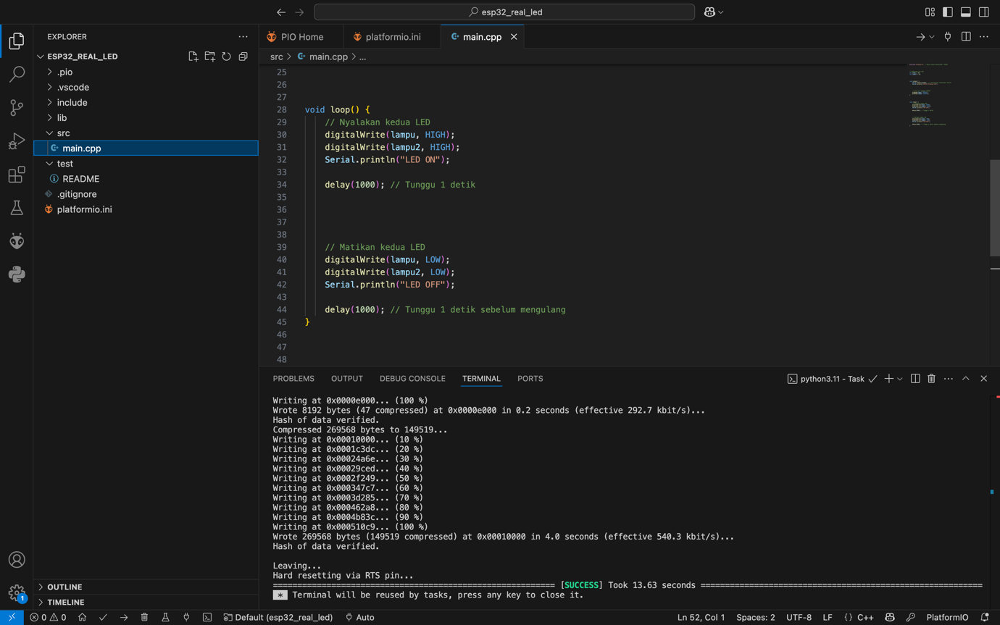 esp32_real_led
EXPLORER
PIO Home
platformio.ini
main.cpp
ESP32_REAL_LED
src > main.cpp > ...
.pio
.vscode
include
lib
src
main.cpp
test
README
.gitignore
platformio.ini
OUTLINE
TIMELINE
1
25
26
27
28 void loop() {
29 // Nyalakan kedua LED
30 digitalWrite(lampu, HIGH);
31 digitalWrite(lampu2, HIGH);
32 Serial.println("LED ON");
33
34 delay(1000); // Tunggu 1 detik
35
36
37
38
39 // Matikan kedua LED
40 digitalWrite(lampu, LOW);
41 digitalWrite(lampu2, LOW);
42 Serial.println("LED OFF");
43
44 delay(1000); // Tunggu 1 detik sebelum mengulang
45 }
46
47
48
PROBLEMS OUTPUT DEBUG CONSOLE TERMINAL PORTS
python3.11 - Task
Writing at 0x0000e000... (100 %)
Wrote 8192 bytes (47 compressed) at 0x0000e000 in 0.2 seconds (effective 292.7 kbit/s)...
Hash of data verified.
Compressed 269568 bytes to 149519...
Writing at 0x00010000... (10 %)
Writing at 0x0001c3dc... (20 %)
Writing at 0x00024a6e... (30 %)
Writing at 0x00029ced... (40 %)
Writing at 0x0002f249... (50 %)
Writing at 0x000347c7... (60 %)
Writing at 0x0003d285... (70 %)
Writing at 0x000462a8... (80 %)
Writing at 0x0004b83c... (90 %)
Writing at 0x000510c9... (100 %)
Wrote 269568 bytes (149519 compressed) at 0x00010000 in 4.0 seconds (effective 540.3 kbit/s)...
Hash of data verified.
Leaving...
Hard resetting via RTS pin...
========== [SUCCESS] Took 13.63 seconds ==========
* Terminal will be reused by tasks, press any key to close it.
0 0 Default (esp32_real_led) Auto
Ln 52, Col 1 Spaces: 2 UTF-8 LF {} C++ PlatformIO